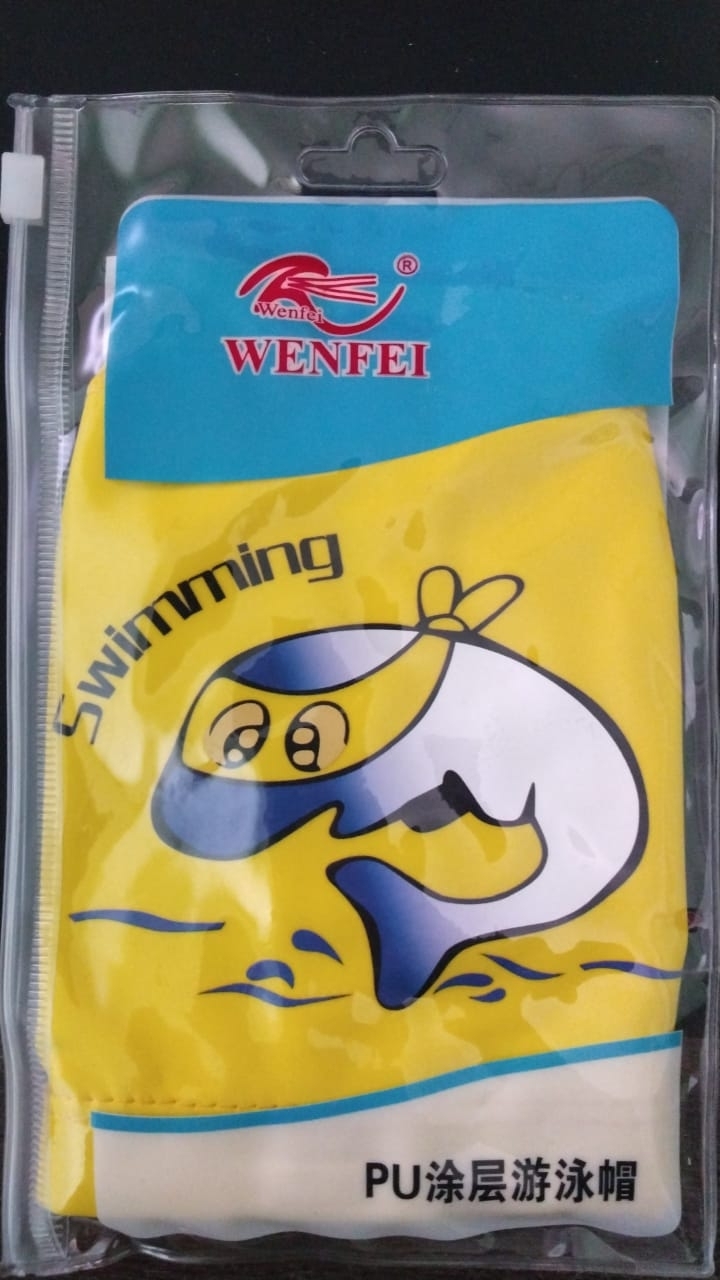 ®
Wenfei
WENFEI
Swimming
PU涂层游泳帽